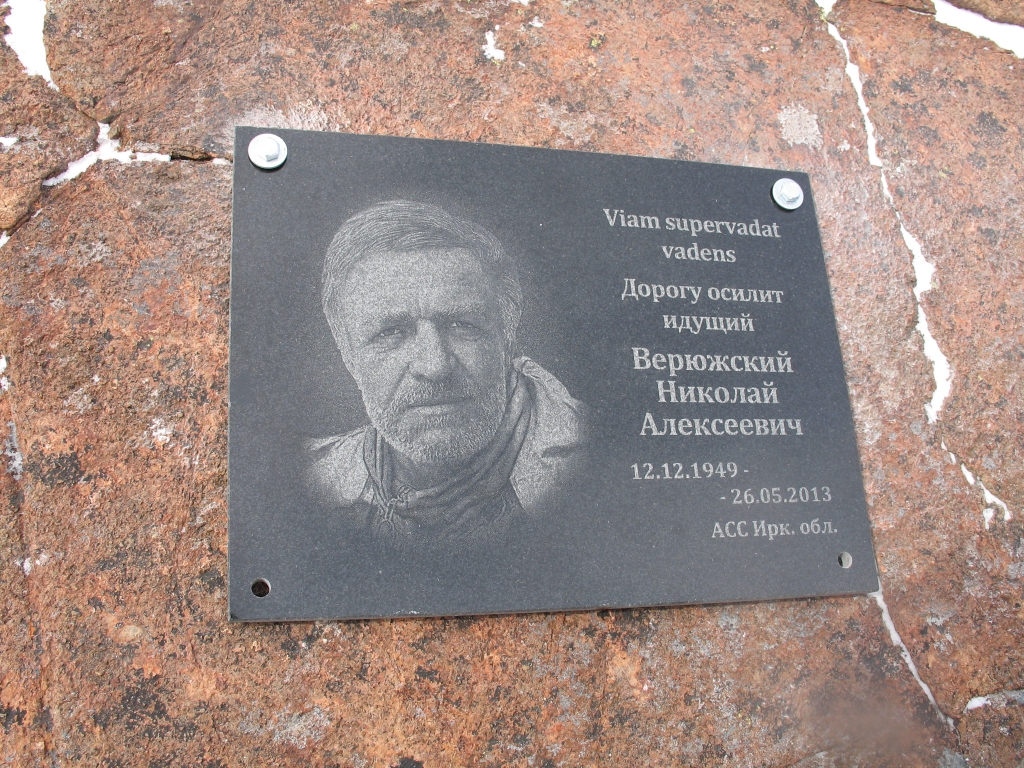 Viam supervadat
vadens
Дорогу осилит
идущий
Верюжский
Николай
Алексеевич
12.12.1949 -
- 26.05.2013
АСС Ирк. обл.